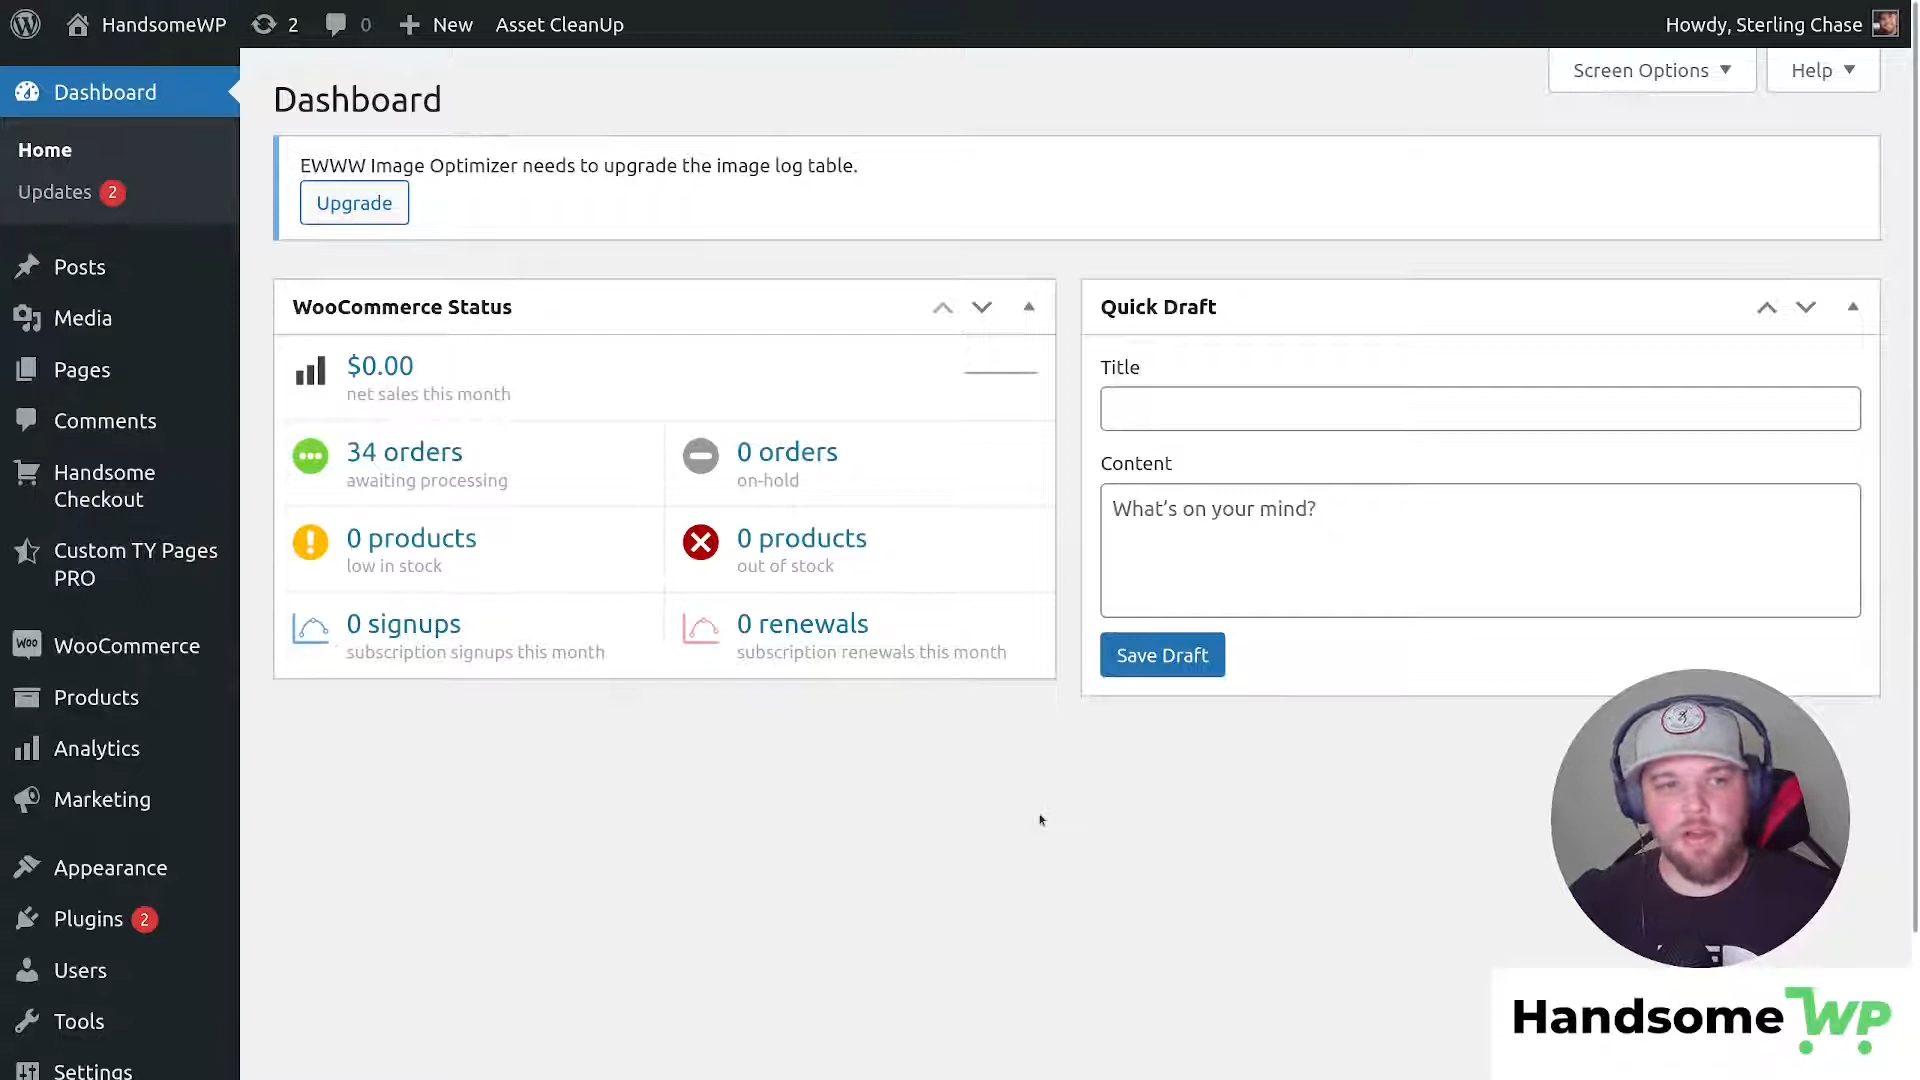 HandsomeWP
2
0
New
Asset CleanUp
Howdy, Sterling Chase
Dashboard
Home
Updates 2
Posts
Media
Pages
Comments
Handsome
Checkout
Custom TY Pages
PRO
WooCommerce
Products
Analytics
Marketing
Appearance
Plugins 2
Users
Tools
Settings
Screen Options
Help
Dashboard
EWWW Image Optimizer needs to upgrade the image log table.
Upgrade
WooCommerce Status
$0.00
net sales this month
34 orders
awaiting processing
0 orders
on-hold
0 products
low in stock
0 products
out of stock
0 signups
subscription signups this month
0 renewals
subscription renewals this month
Quick Draft
Title
Content
What’s on your mind?
Save Draft
Handsome WP